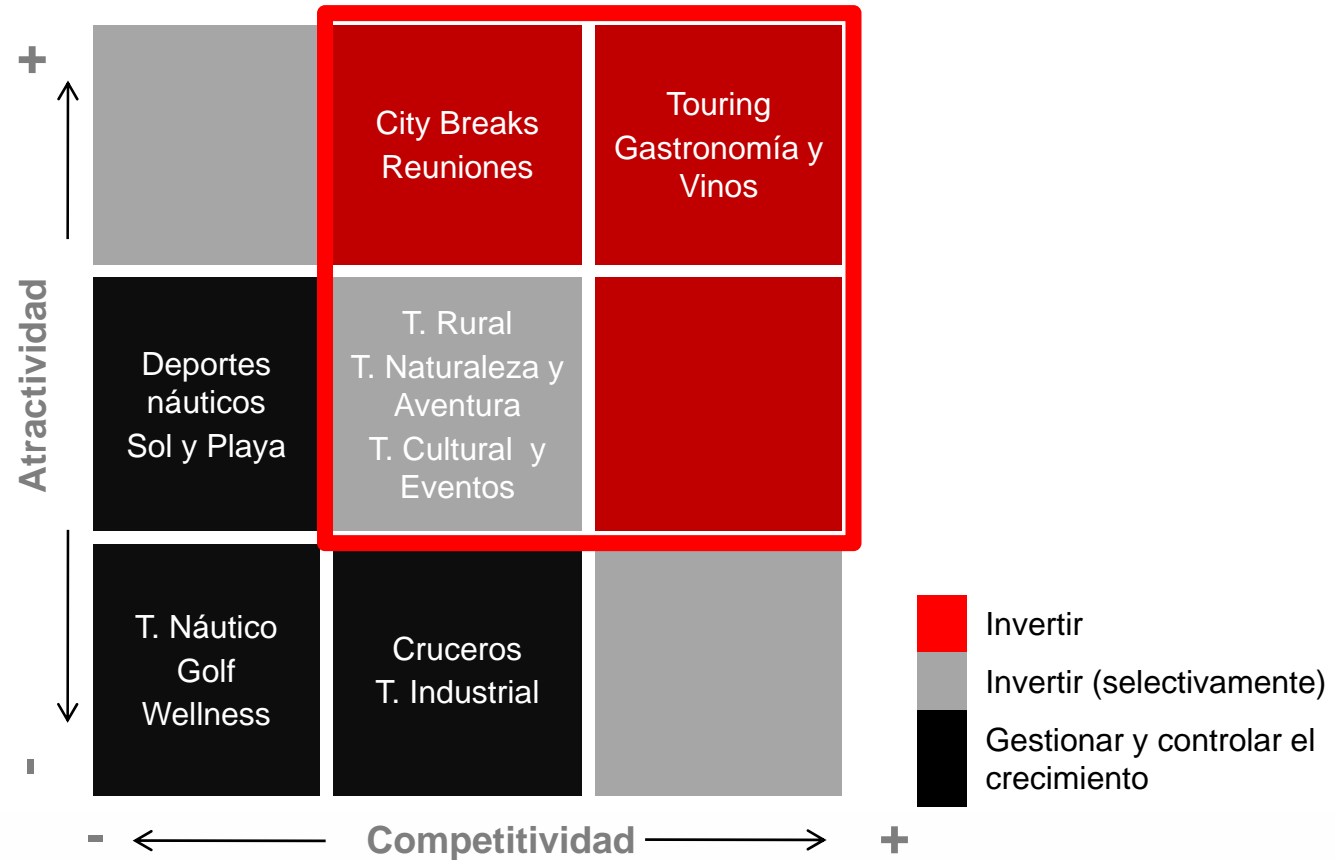 +
City Breaks
Reuniones
Touring
Gastronomía y
Vinos
Atractividad
Deportes
náuticos
Sol y Playa
T. Rural
T. Naturaleza y
Aventura
T. Cultural y
Eventos
T. Náutico
Golf
Wellness
Cruceros
T. Industrial
-
- Competitividad +
Invertir
Invertir (selectivamente)
Gestionar y controlar el
crecimiento